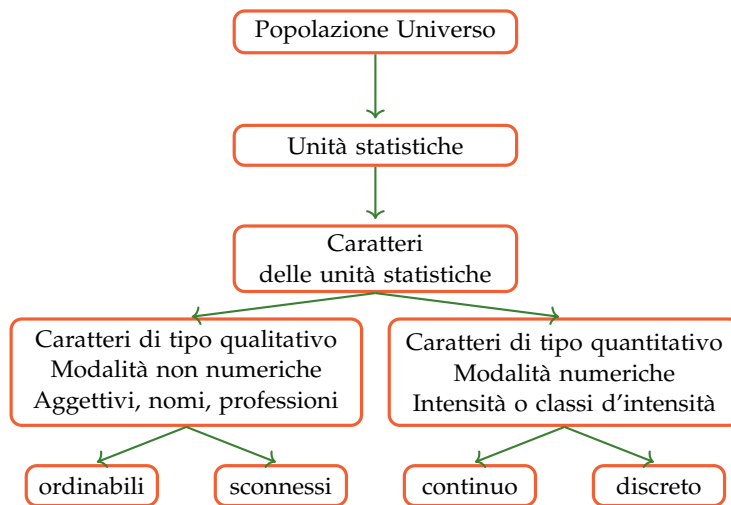 Popolazione Universo
Unità statistiche
Caratteri
delle unità statistiche
Caratteri di tipo qualitativo
Modalità non numeriche
Aggettivi, nomi, professioni
Caratteri di tipo quantitativo
Modalità numeriche
Intensità o classi d'intensità
ordinabili
sconnessi
continuo
discreto